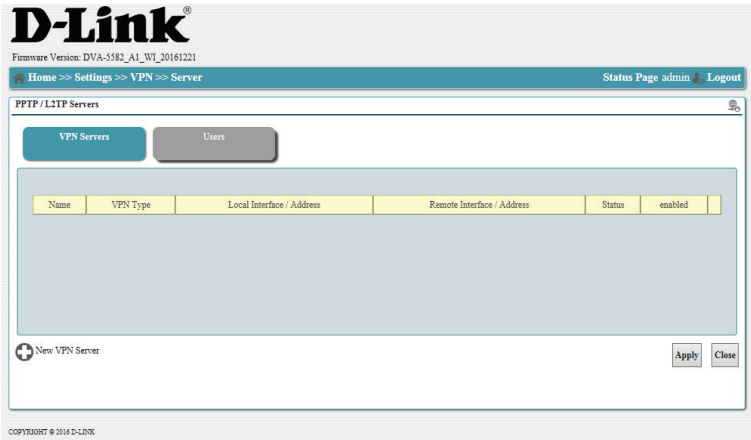 D-Link®
Firmware Version: DVA-5582_A1_WI_20161221
Home >> Settings >> VPN >> Server Status Page admin Logout
PPTP / L2TP Servers
VPN Servers Users
Name VPN Type Local Interface / Address Remote Interface / Address Status enabled
New VPN Server Apply Close
COPYRIGHT © 2016 D-LINK